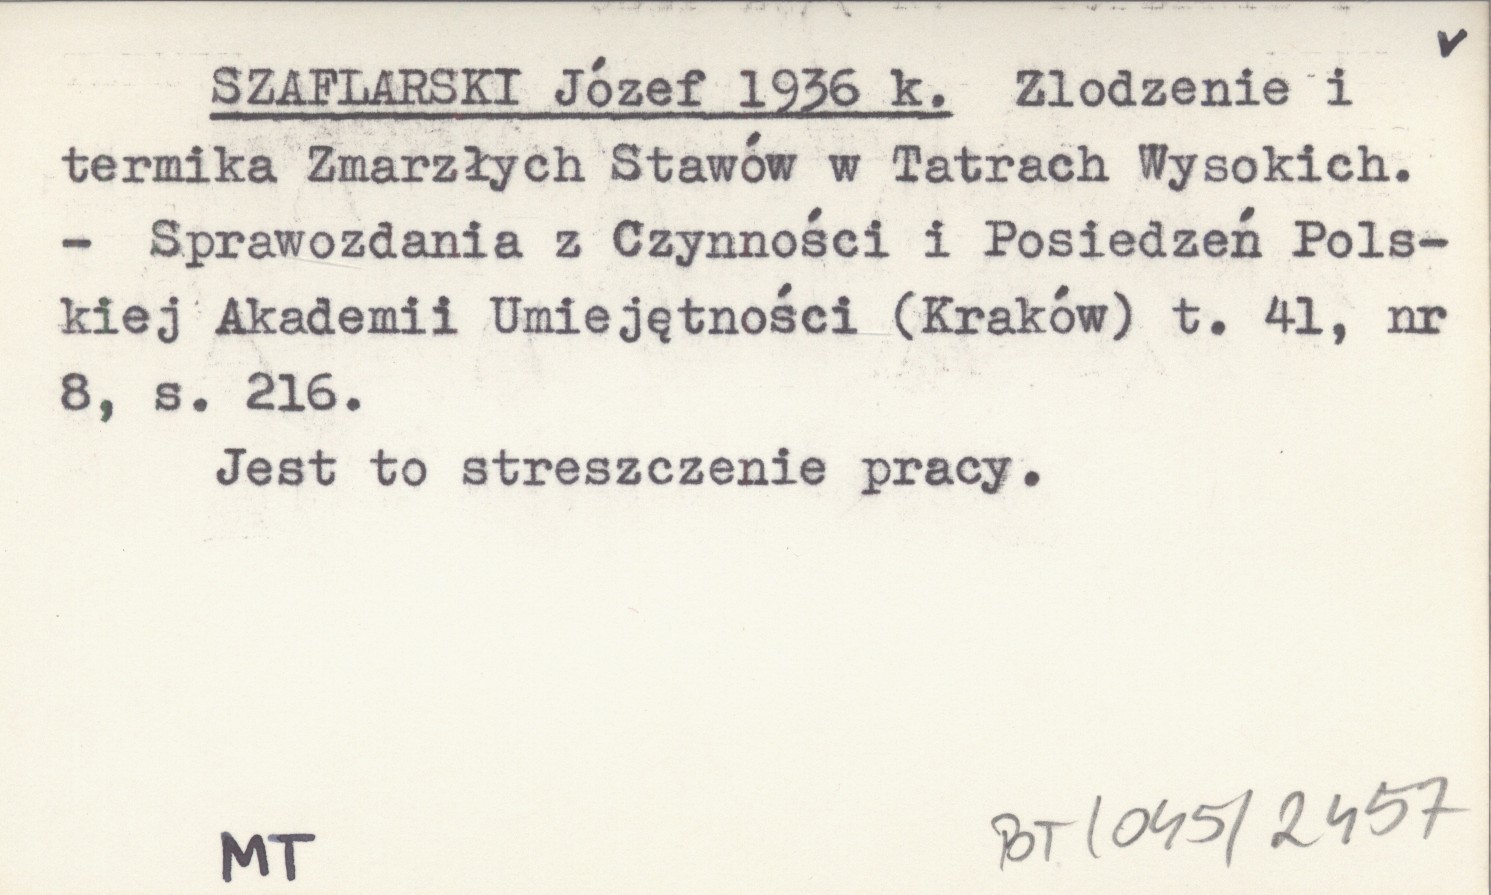 SZAFLARSKI Józef 1936 k. Zlodzenie i
termika Zmarzłych Stawów w Tatrach Wysokich.
- Sprawozdania z Czynności i Posiedzeń Pols-
kiej Akademii Umiejętności (Kraków) t. 41, nr
8, s. 216.
Jest to streszczenie pracy.
MT
BT/045/2457